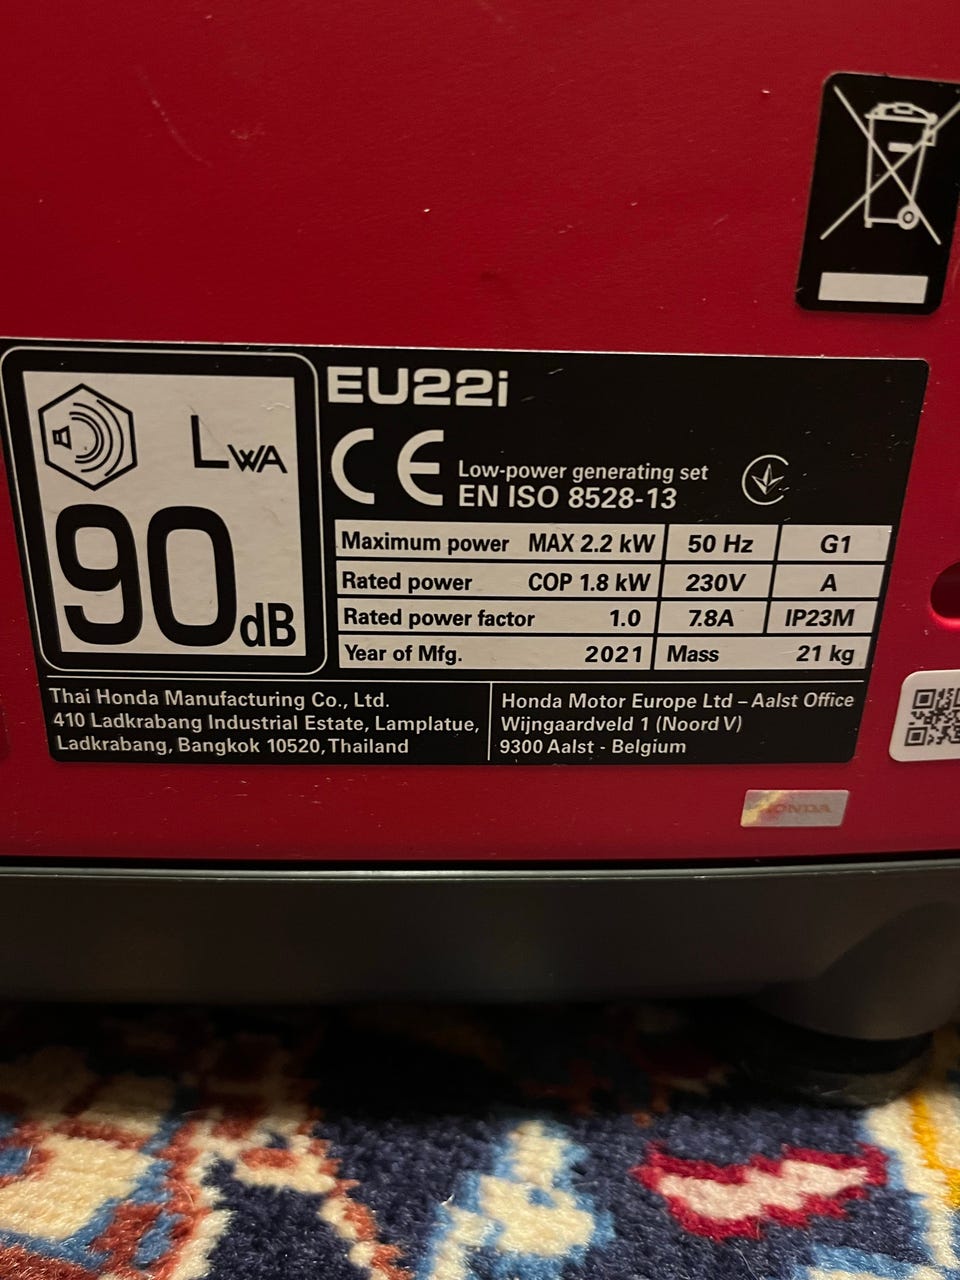 LWA
90 dB
EU22i
CE
Low-power generating set
EN ISO 8528-13
Maximum power MAX 2.2 kW 50 Hz G1
Rated power COP 1.8 kW 230V A
Rated power factor 1.0 7.8A IP23M
Year of Mfg. 2021 Mass 21 kg
Thai Honda Manufacturing Co., Ltd.
410 Ladkrabang Industrial Estate, Lamplatue,
Ladkrabang, Bangkok 10520, Thailand
Honda Motor Europe Ltd – Aalst Office
Wijngaardveld 1 (Noord V)
9300 Aalst - Belgium
HONDA